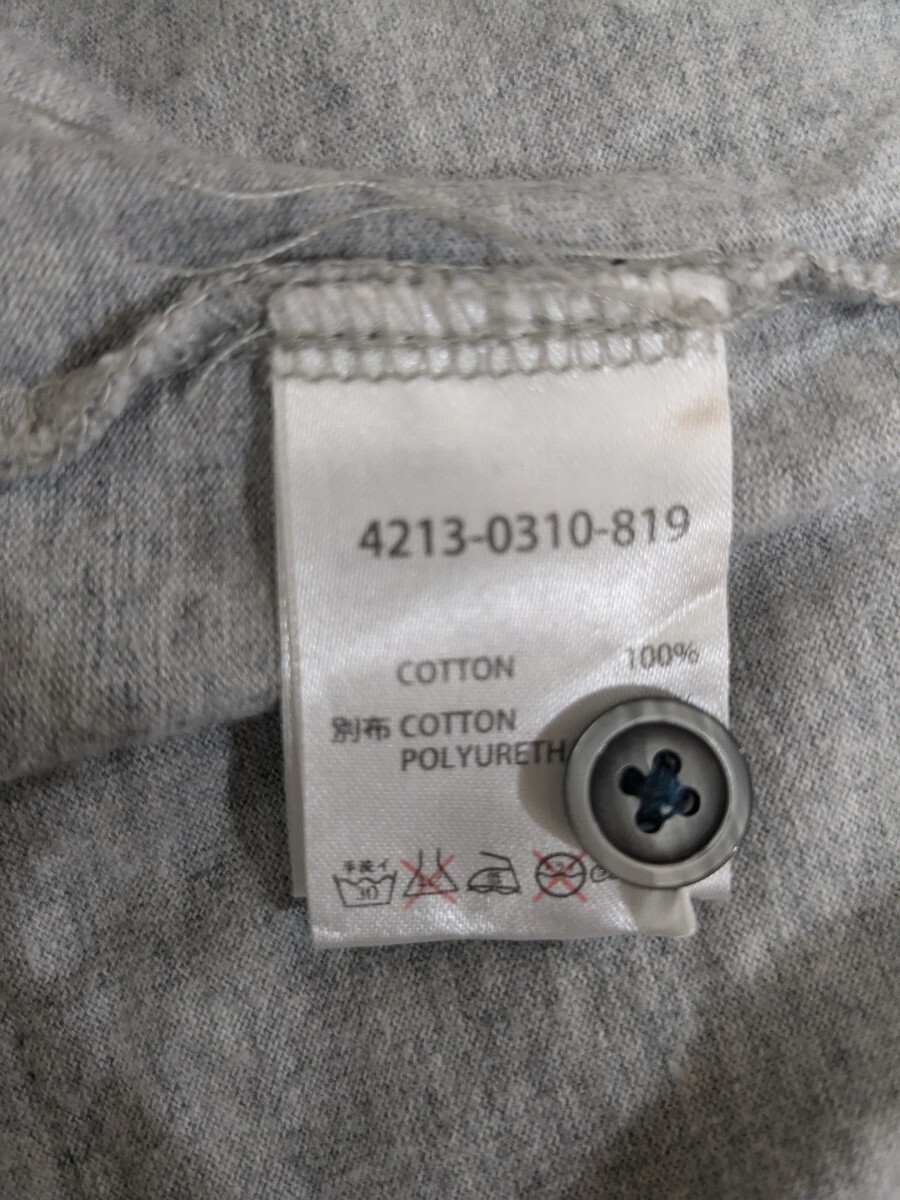 4213-0310-819
COTTON 100%
別布 COTTON
POLYURETH
手洗イ
30